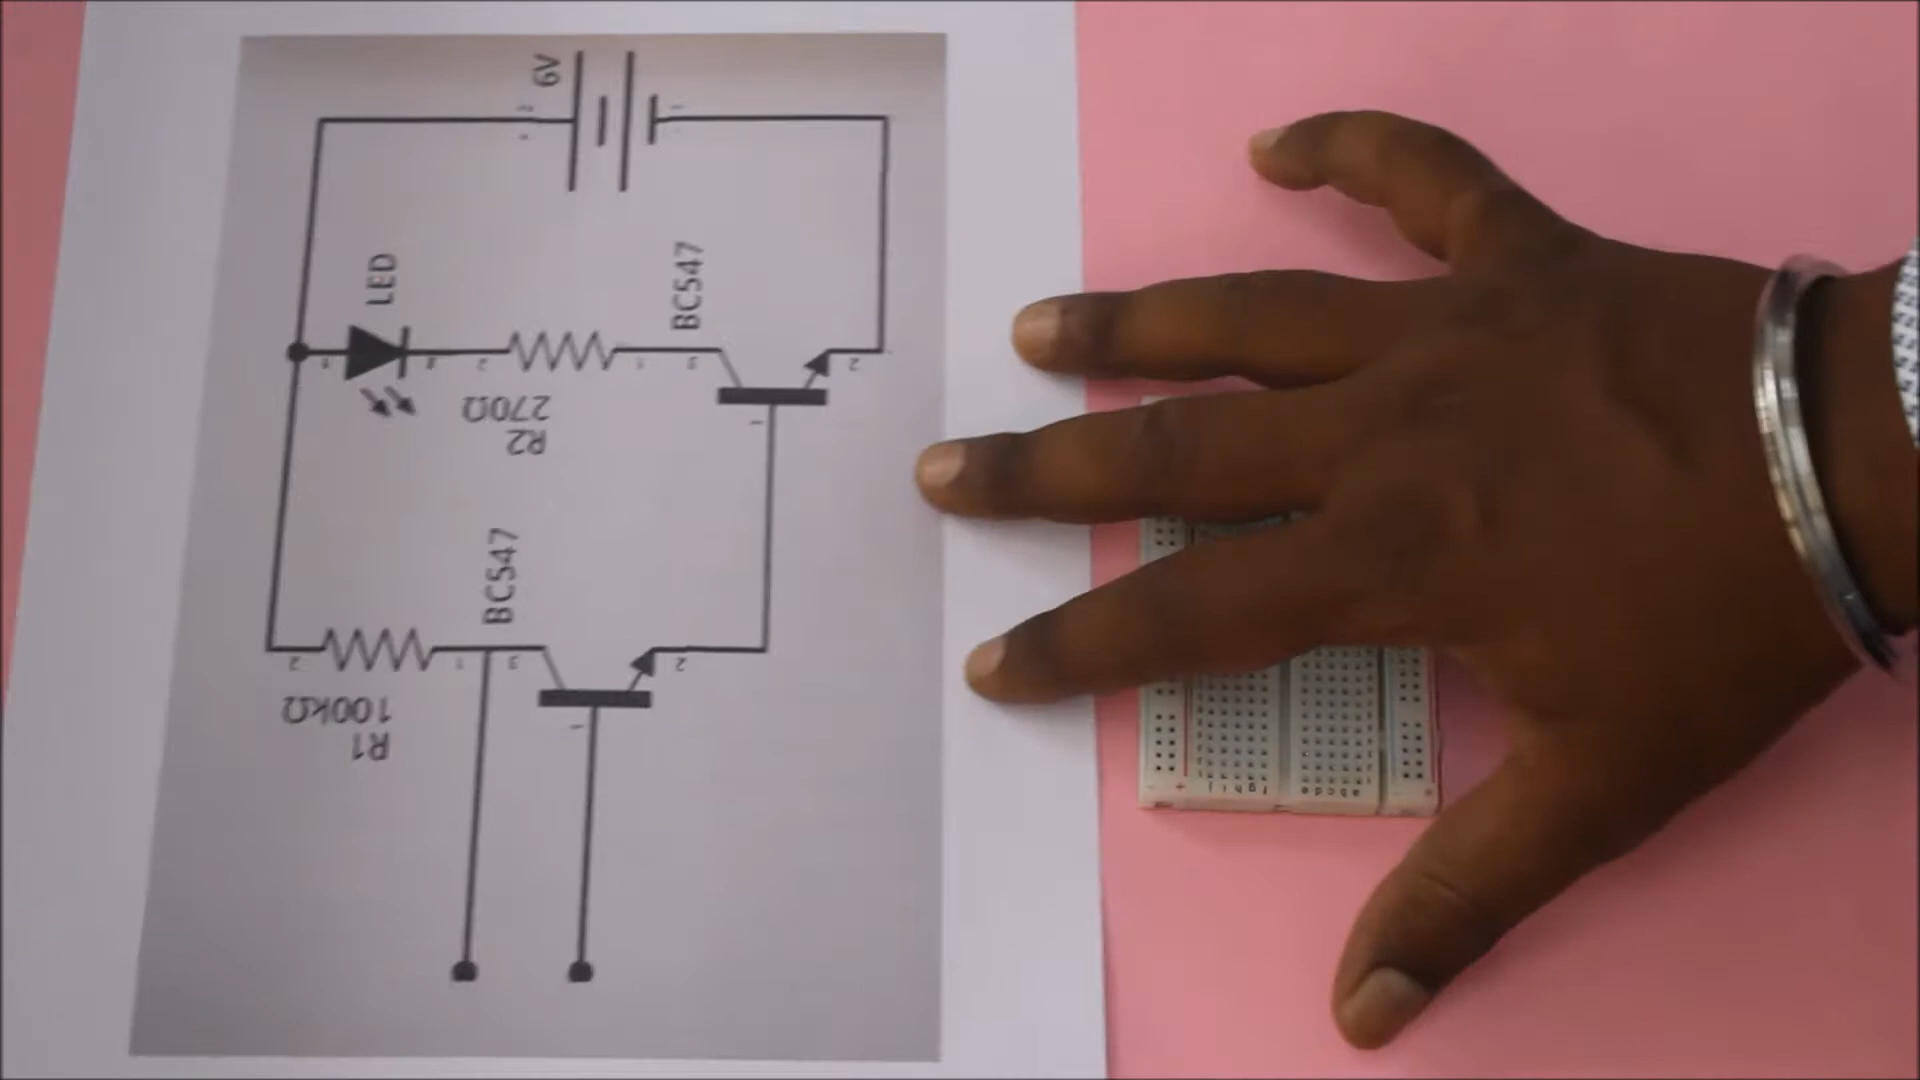 6V
LED
BC547
R2
270Ω
BC547
R1
100kΩ